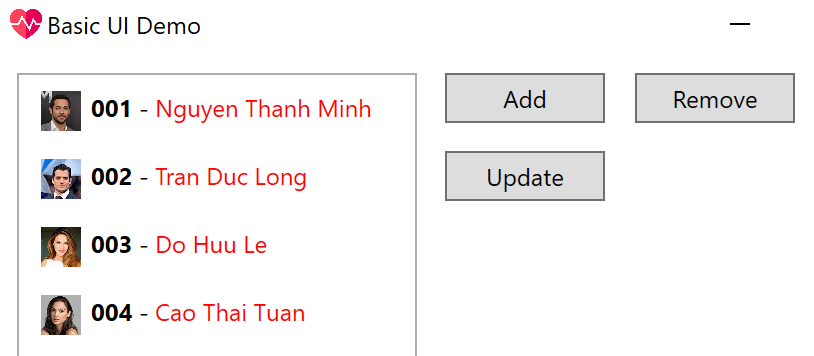 Basic UI Demo
001 - Nguyen Thanh Minh
002 - Tran Duc Long
003 - Do Huu Le
004 - Cao Thai Tuan
Add
Remove
Update